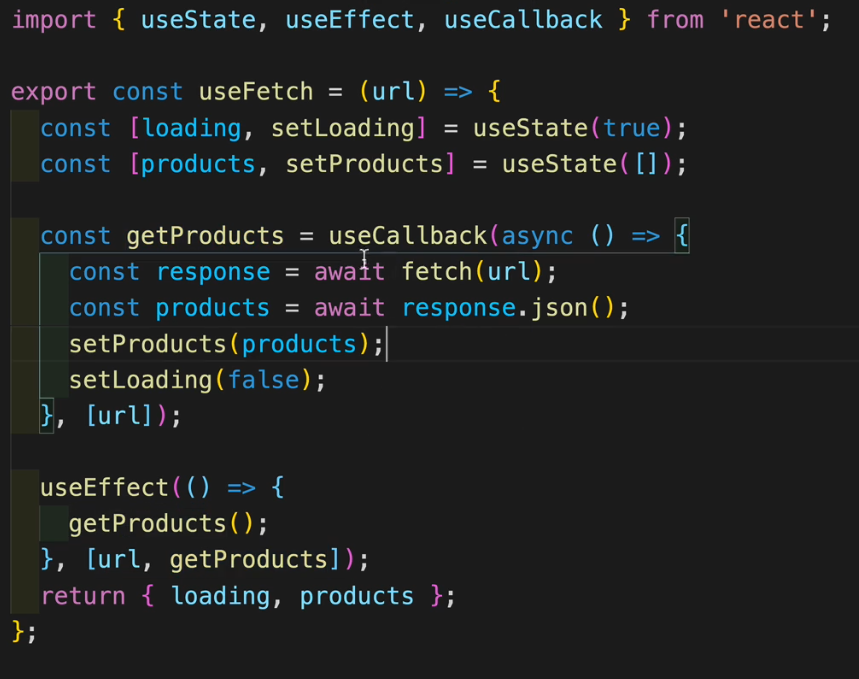 import { useState, useEffect, useCallback } from 'react';
export const useFetch = (url) => {
const [loading, setLoading] = useState(true);
const [products, setProducts] = useState([]);
const getProducts = useCallback(async () => {
const response = await fetch(url);
const products = await response.json();
setProducts(products);
setLoading(false);
}, [url]);
useEffect(() => {
getProducts();
}, [url, getProducts]);
return { loading, products };
};